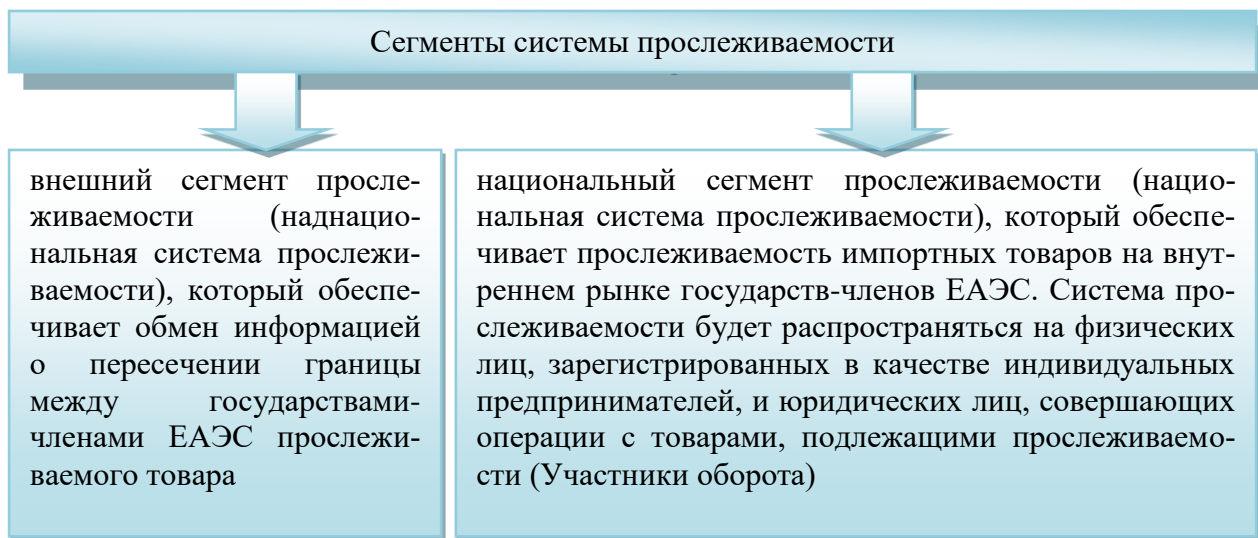 Сегменты системы прослеживаемости
внешний сегмент просле-
живаемости (наднацио-
нальная система прослежи-
ваемости), который обеспе-
чивает обмен информацией
о пересечении границы
между государствами-
членами ЕАЭС прослежи-
ваемого товара
национальный сегмент прослеживаемости (нацио-
нальная система прослеживаемости), который обеспе-
чивает прослеживаемость импортных товаров на внут-
реннем рынке государств-членов ЕАЭС. Система про-
слеживаемости будет распространяться на физических
лиц, зарегистрированных в качестве индивидуальных
предпринимателей, и юридических лиц, совершающих
операции с товарами, подлежащими прослеживаемо-
сти (Участники оборота)